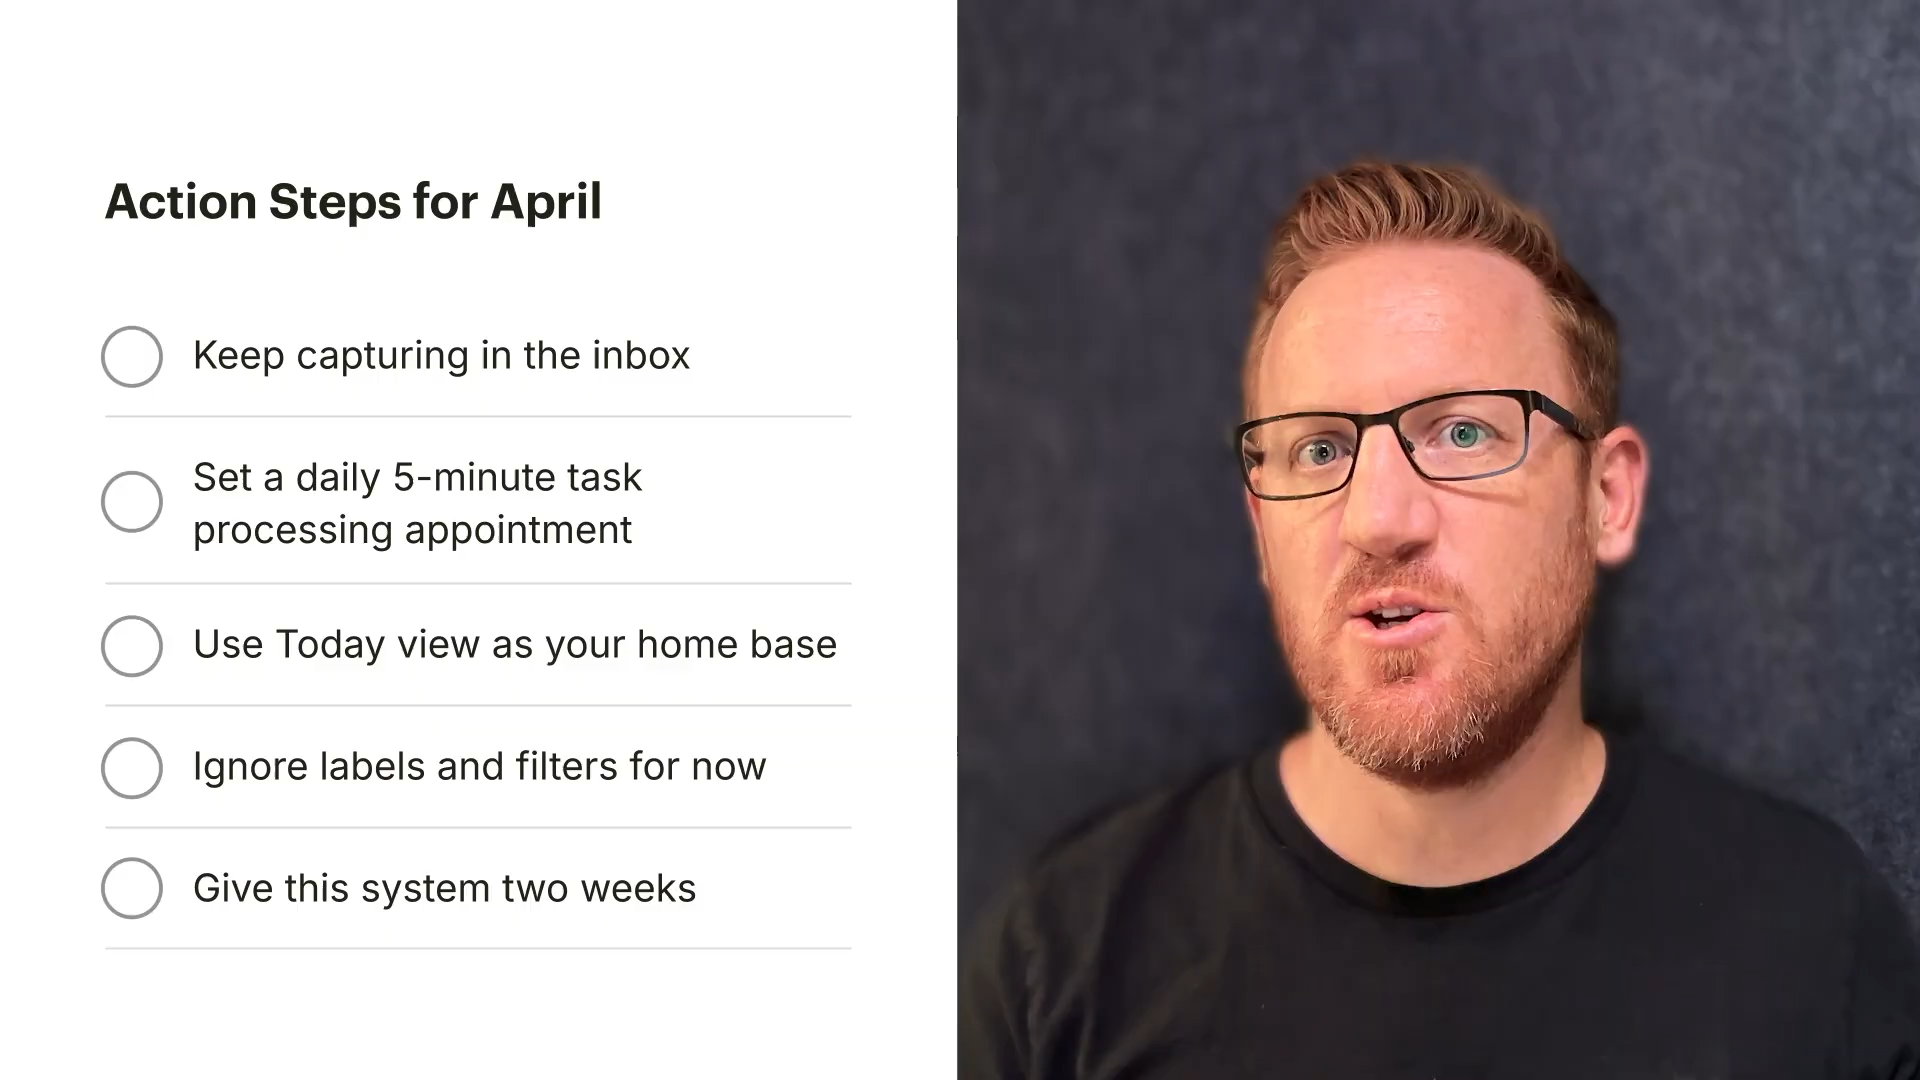 Action Steps for April
Keep capturing in the inbox
Set a daily 5-minute task
processing appointment
Use Today view as your home base
Ignore labels and filters for now
Give this system two weeks